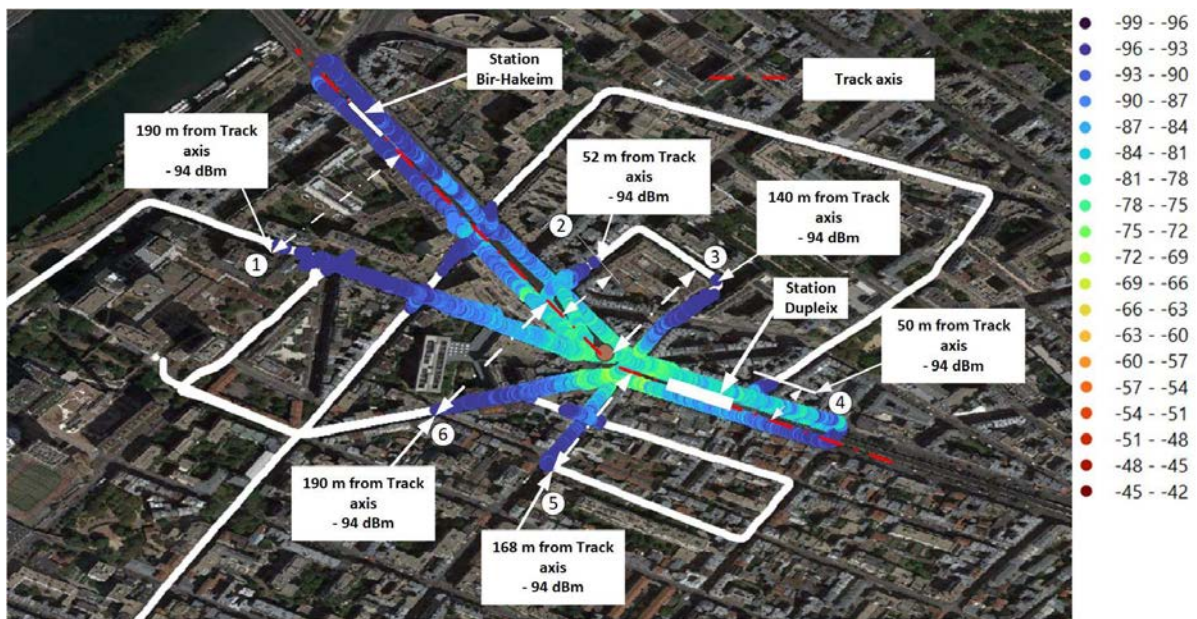 Station
Bir-Hakeim
Track axis
190 m from Track
axis
- 94 dBm
52 m from Track
axis
- 94 dBm
140 m from Track
axis
- 94 dBm
2
1
3
Station
Dupleix
50 m from Track
axis
- 94 dBm
4
6
190 m from Track
axis
- 94 dBm
5
168 m from Track
axis
- 94 dBm
-99 - -96
-96 - -93
-93 - -90
-90 - -87
-87 - -84
-84 - -81
-81 - -78
-78 - -75
-75 - -72
-72 - -69
-69 - -66
-66 - -63
-63 - -60
-60 - -57
-57 - -54
-54 - -51
-51 - -48
-48 - -45
-45 - -42